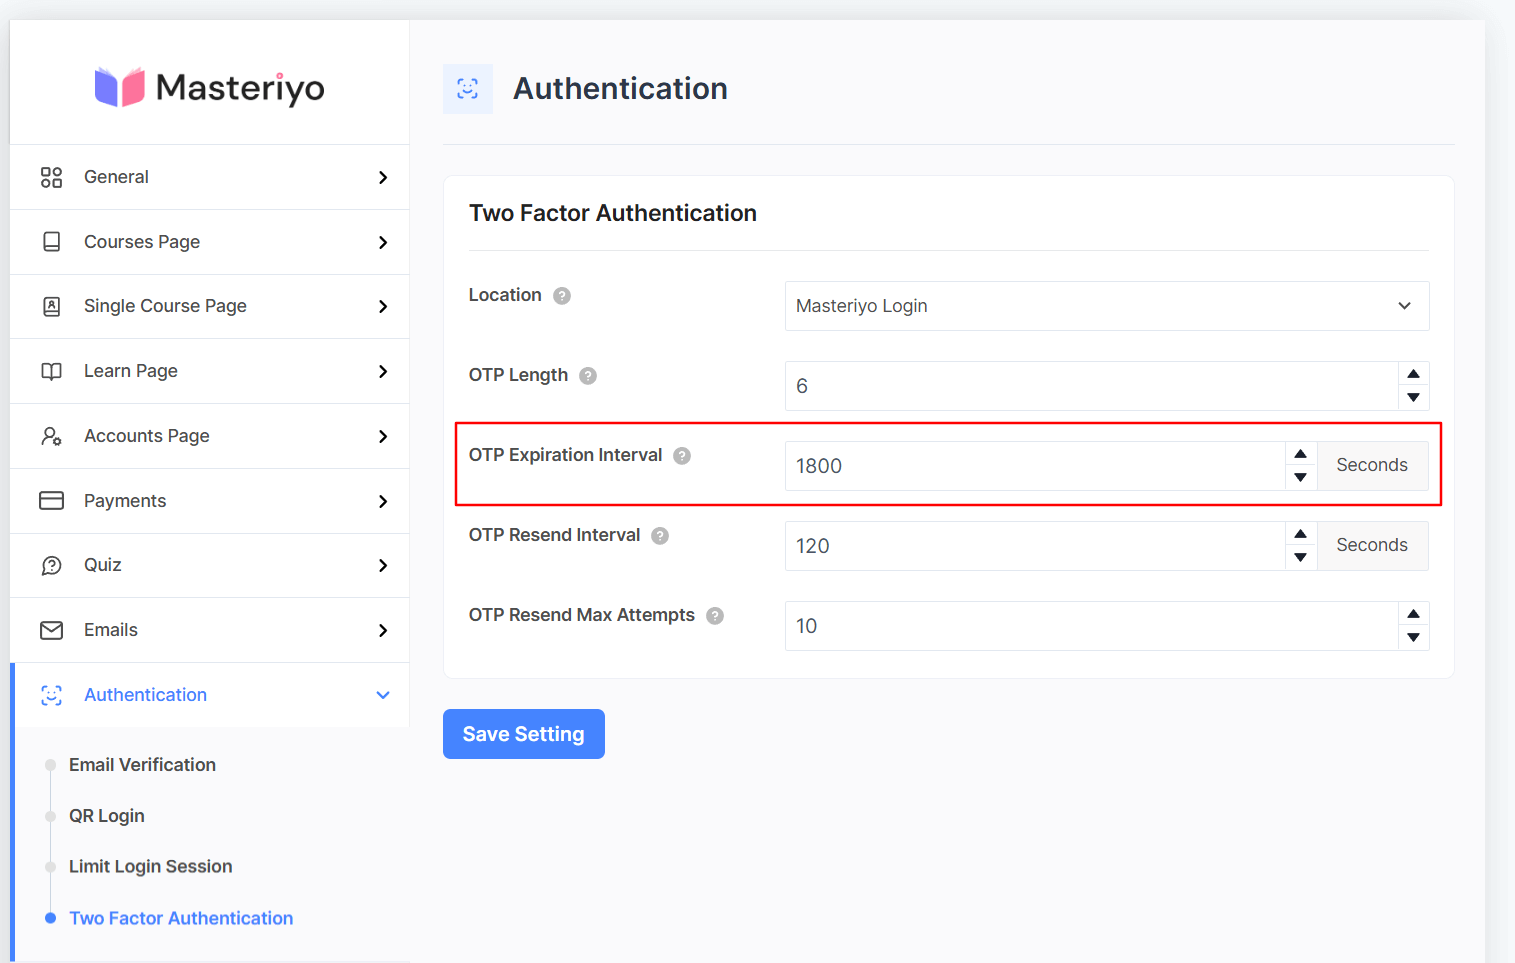 Masteriyo
General
Courses Page
Single Course Page
Learn Page
Accounts Page
Payments
Quiz
Emails
Authentication
Email Verification
QR Login
Limit Login Session
Two Factor Authentication
Authentication
Two Factor Authentication
Location ?
Masteriyo Login
OTP Length ?
6
OTP Expiration Interval ?
1800 Seconds
OTP Resend Interval ?
120 Seconds
OTP Resend Max Attempts ?
10
Save Setting